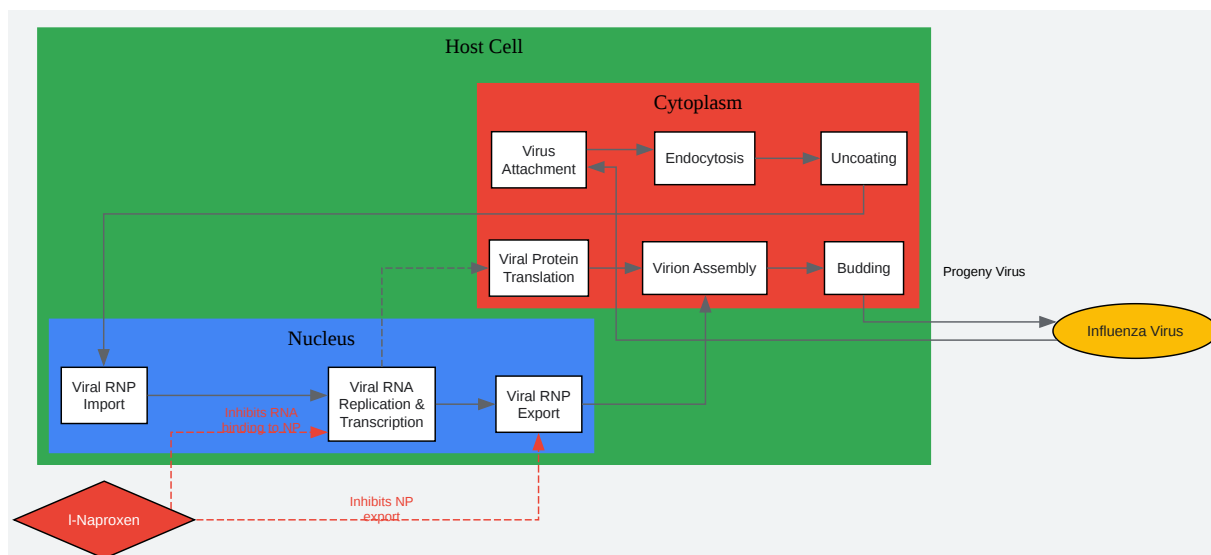 Host Cell
Cytoplasm
Virus
Attachment
Endocytosis
Uncoating
Viral Protein
Translation
Virion Assembly
Budding
Progeny Virus
Influenza Virus
Nucleus
Viral RNP
Import
Viral RNA
Replication &
Transcription
Viral RNP
Export
Inhibits RNA
binding to NP
l-Naproxen
Inhibits NP
export